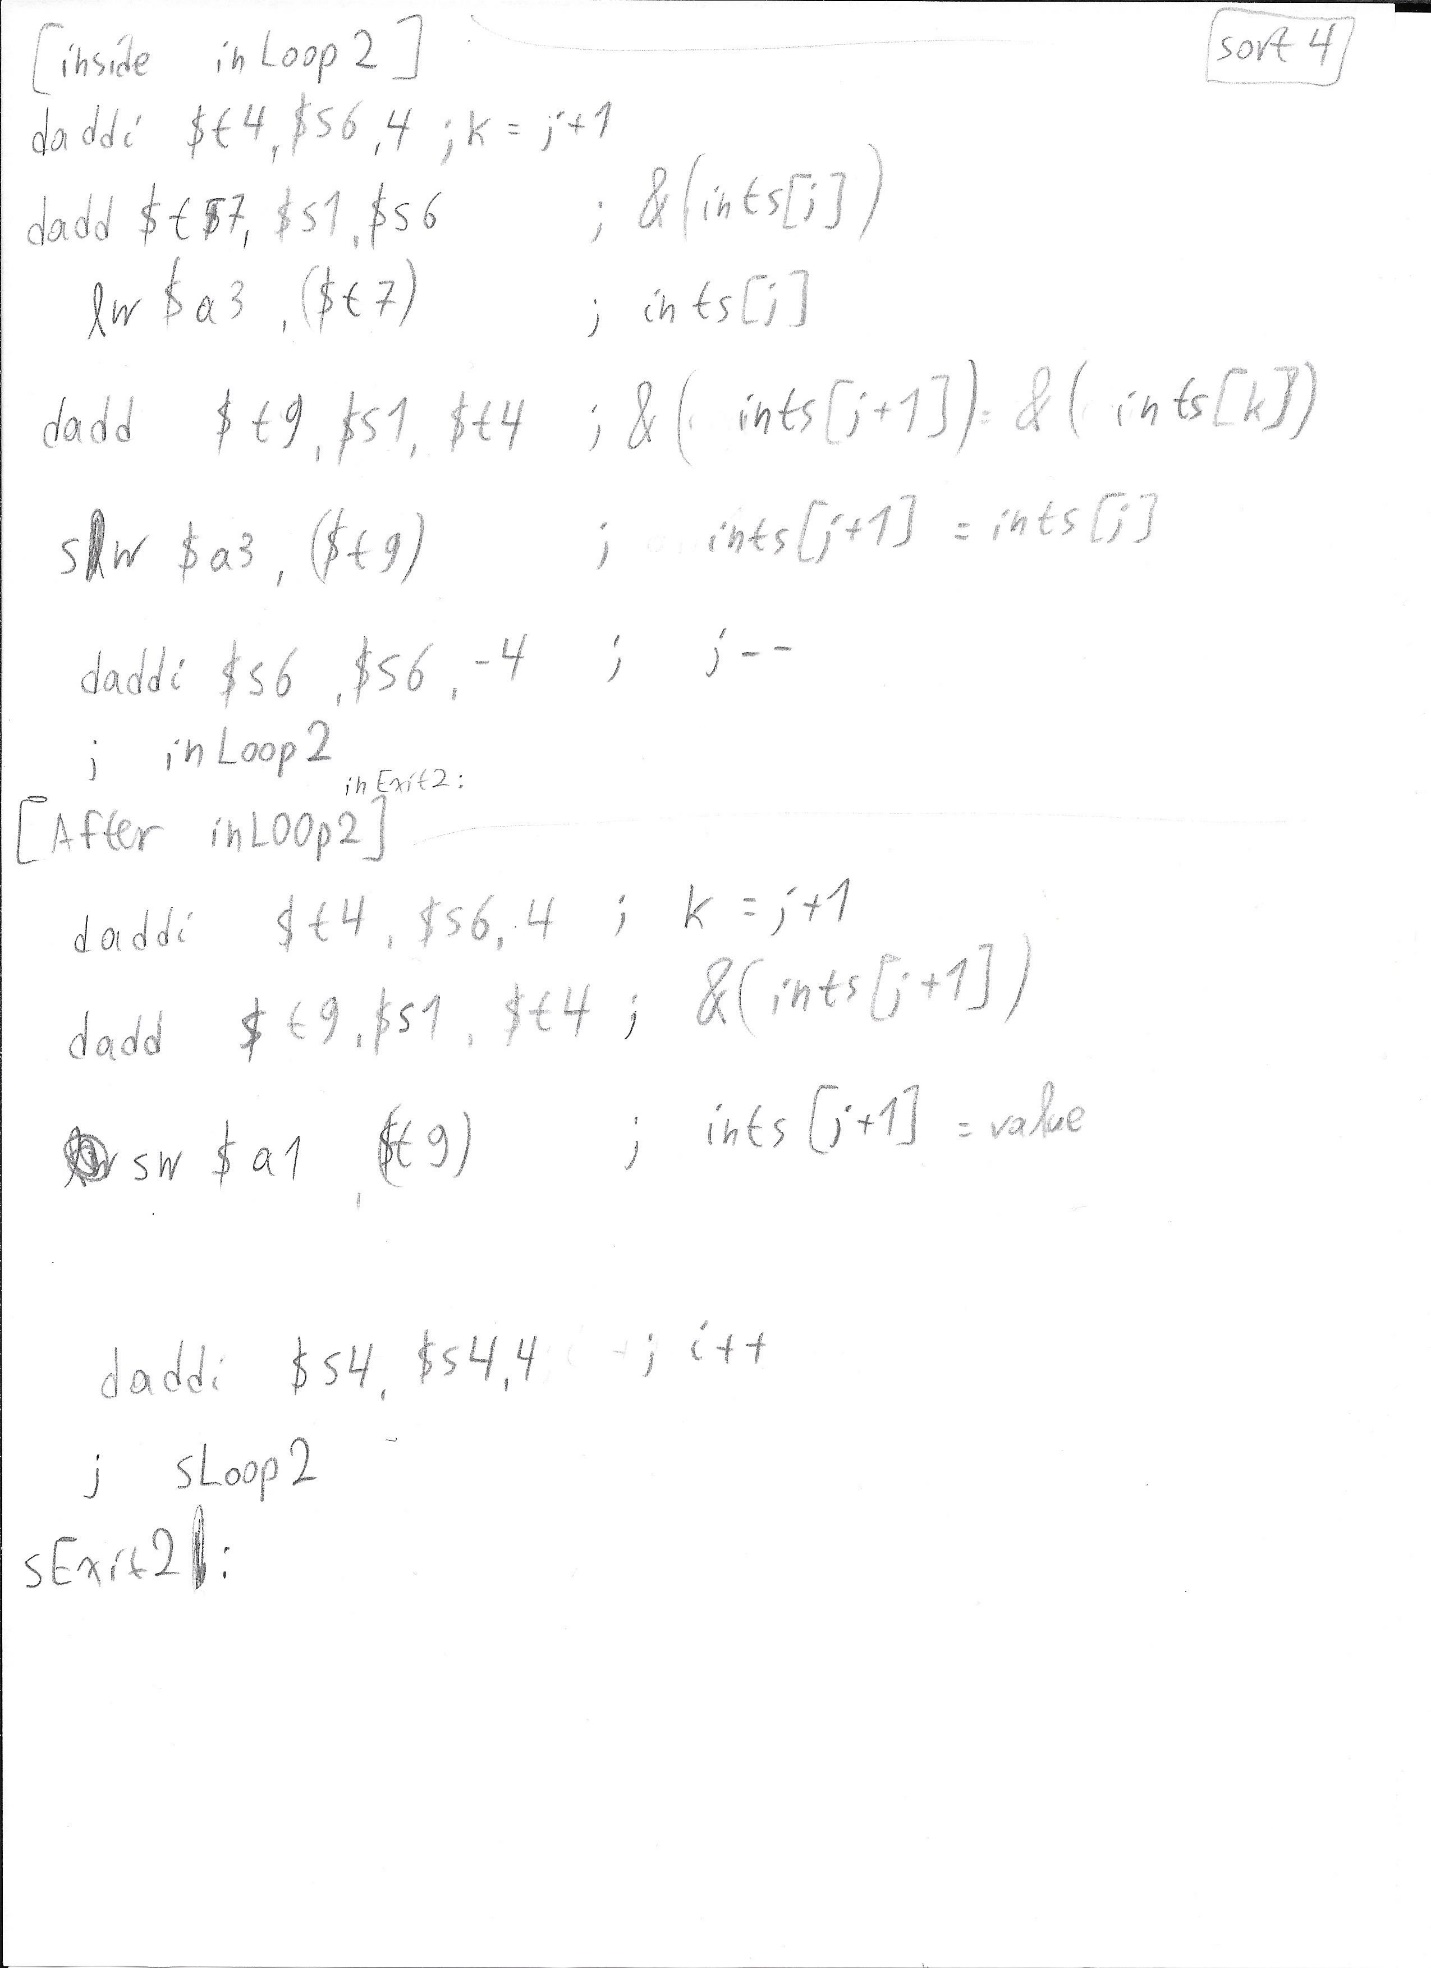 [inside inLoop2]
sort 4
daddi $t4, $s6, 4 ; k = j+1
dadd $t7, $s1, $s6 ; &(ints[j])
lw $a3, ($t7) ; ints[j]
dadd $t9, $s1, $t4 ; &( ints[j+1]) = &( ints[k])
sw $a3, ($t9) ; ints[j+1] = ints[j]
daddi $s6, $s6, -4 ; j--
j inLoop2
inExit2:
[After inLOOp2]
daddi $t4, $s6, 4 ; k = j+1
dadd $t9, $s1, $t4 ; &(ints[j+1])
sw $a1, ($t9) ; ints[j+1] = value
daddi $s4, $s4, 4 ; i++
j sLoop2
sExit2: